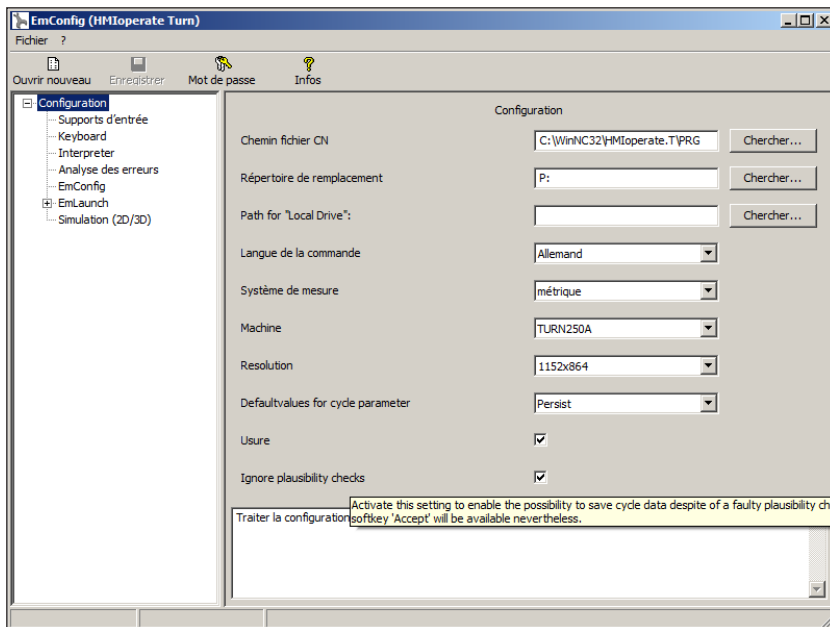 EmConfig (HMIoperate Turn)
Fichier ?
Ouvrir nouveau Enregistrer Mot de passe Infos
Configuration
Supports d'entrée
Keyboard
Interpreter
Analyse des erreurs
EmConfig
EmLaunch
Simulation (2D/3D)
Configuration
Chemin fichier CN C:\WinNC32\HMIoperate.T\PRG Chercher...
Répertoire de remplacement P: Chercher...
Path for "Local Drive": Chercher...
Langue de la commande Allemand
Système de mesure métrique
Machine TURN250A
Resolution 1152x864
Defaultvalues for cycle parameter Persist
Usure
Ignore plausibility checks
Activate this setting to enable the possibility to save cycle data despite of a faulty plausibility ch
softkey 'Accept' will be available nevertheless.
Traiter la configuration